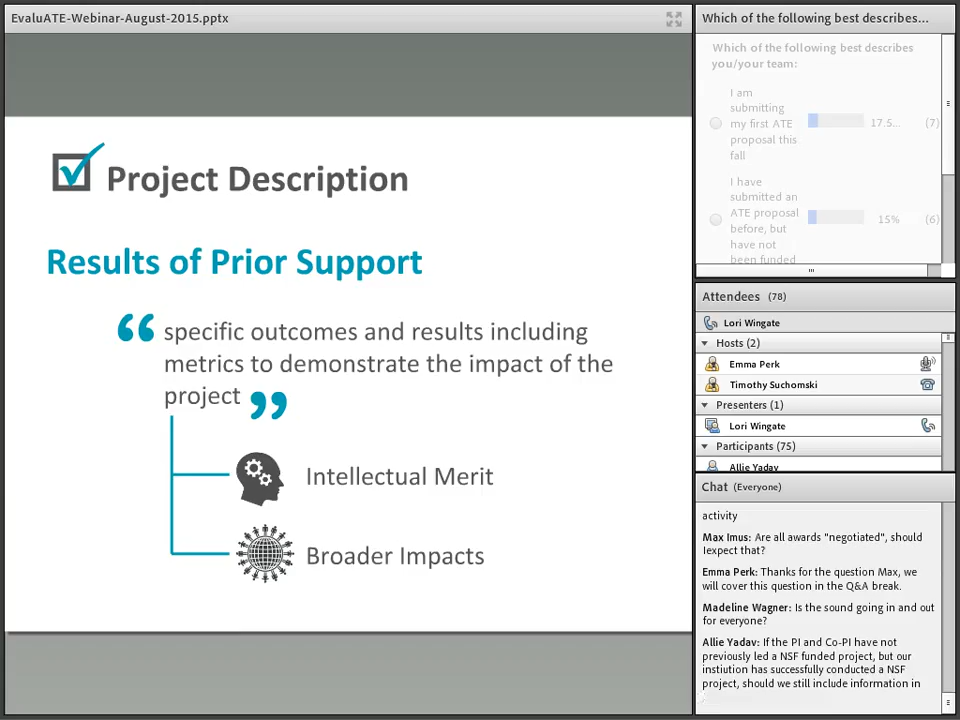 EvaluATE-Webinar-August-2015.pptx
Project Description
Results of Prior Support
“ specific outcomes and results including
metrics to demonstrate the impact of the
project ”
Intellectual Merit
Broader Impacts
Which of the following best describes...
Which of the following best describes
you/your team:
I am
submitting
my first ATE
proposal this
fall
17.5... (7)
I have
submitted an
ATE proposal
before, but
have not
been funded
15% (6)
Attendees (78)
Lori Wingate
Hosts (2)
Emma Perk
Timothy Suchomski
Presenters (1)
Lori Wingate
Participants (75)
Allie Yadav
Chat (Everyone)
activity
Max Imus: Are all awards "negotiated", should
Iexpect that?
Emma Perk: Thanks for the question Max, we
will cover this question in the Q&A break.
Madeline Wagner: Is the sound going in and out
for everyone?
Allie Yadav: If the PI and Co-PI have not
previously led a NSF funded project, but our
instiution has successfully conducted a NSF
project, should we still include information in